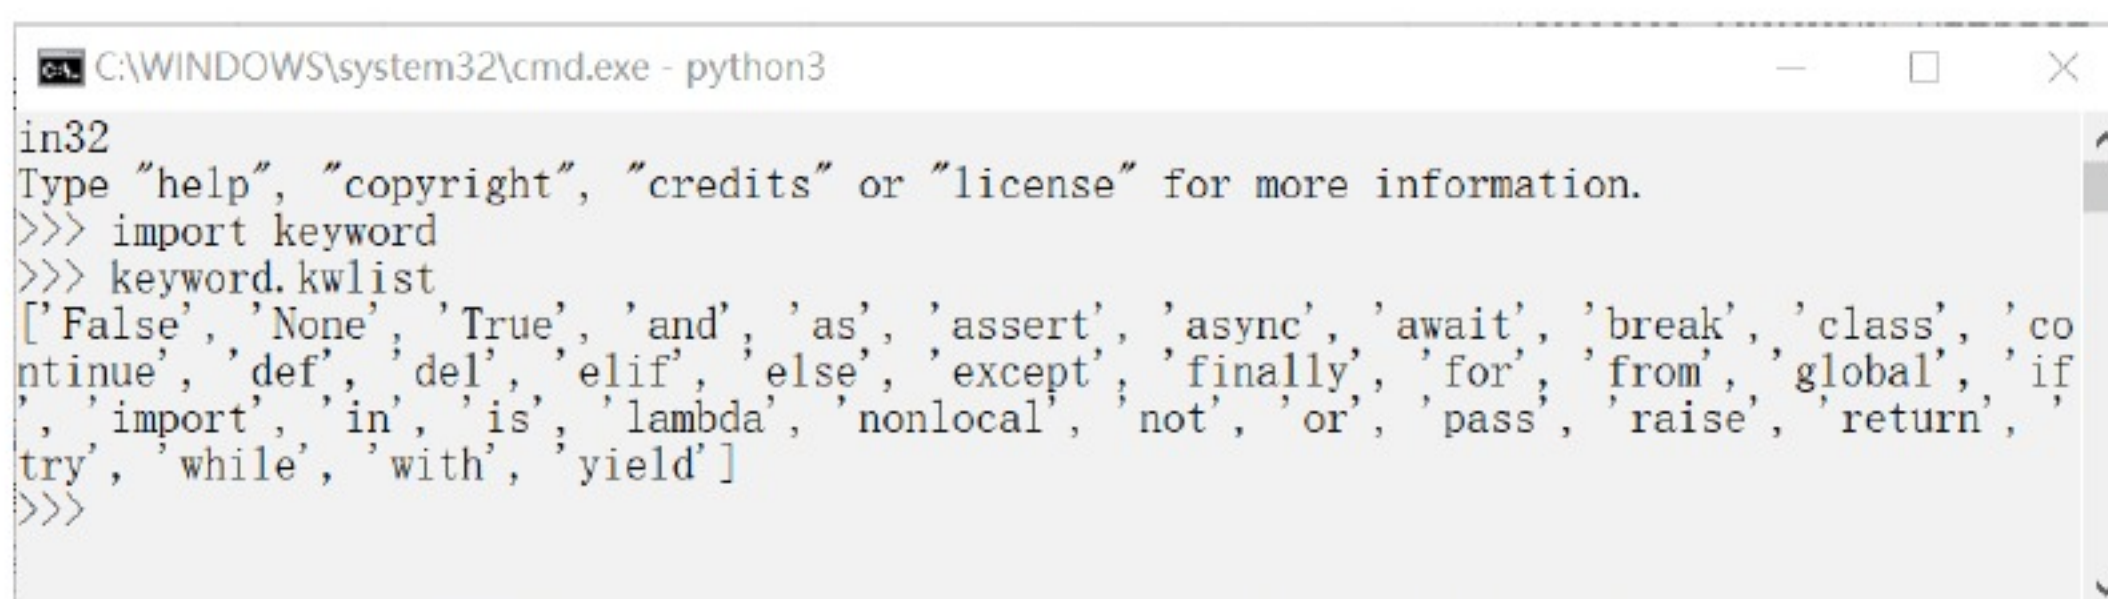 C:\WINDOWS\system32\cmd.exe - python3
in32
Type "help", "copyright", "credits" or "license" for more information.
>>> import keyword
>>> keyword.kwlist
['False', 'None', 'True', 'and', 'as', 'assert', 'async', 'await', 'break', 'class', 'co
ntinue', 'def', 'del', 'elif', 'else', 'except', 'finally', 'for', 'from', 'global', 'if
', 'import', 'in', 'is', 'lambda', 'nonlocal', 'not', 'or', 'pass', 'raise', 'return', '
try', 'while', 'with', 'yield']
>>>